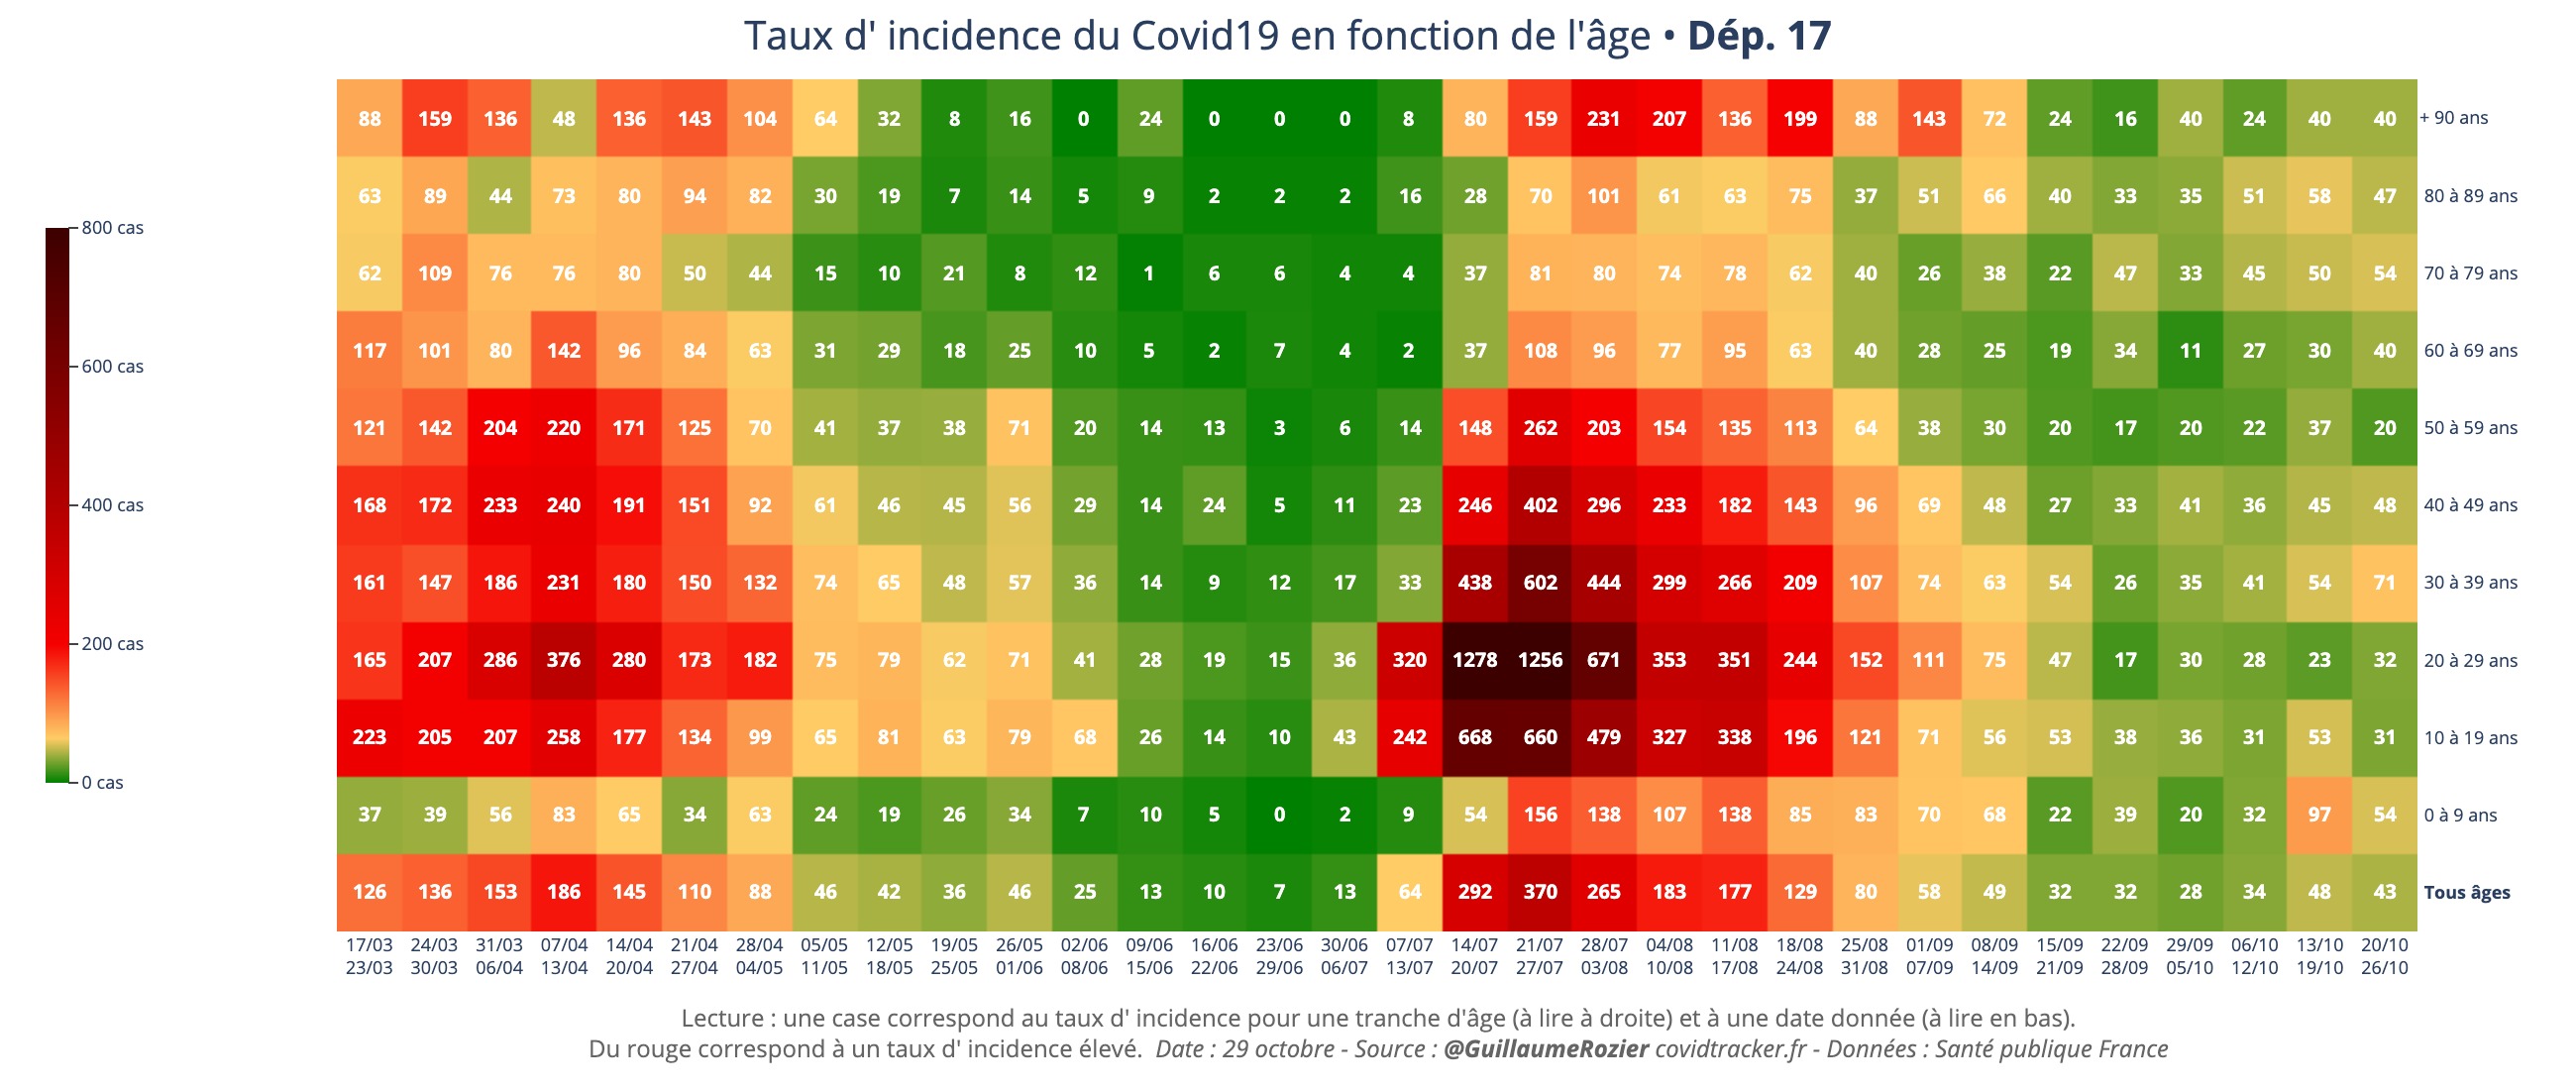 Taux d' incidence du Covid19 en fonction de l'âge • Dép. 17
88 159 136 48 136 143 104 64 32 8 16 0 24 0 0 0 8 80 159 231 207 136 199 88 143 72 24 16 40 24 40 40 + 90 ans
63 89 44 73 80 94 82 30 19 7 14 5 9 2 2 2 16 28 70 101 61 63 75 37 51 66 40 33 35 51 58 47 80 à 89 ans
800 cas
62 109 76 76 80 50 44 15 10 21 8 12 1 6 6 4 4 37 81 80 74 78 62 40 26 38 22 47 33 45 50 54 70 à 79 ans
117 101 80 142 96 84 63 31 29 18 25 10 5 2 7 4 2 37 108 96 77 95 63 40 28 25 19 34 11 27 30 40 60 à 69 ans
600 cas
121 142 204 220 171 125 70 41 37 38 71 20 14 13 3 6 14 148 262 203 154 135 113 64 38 30 20 17 20 22 37 20 50 à 59 ans
400 cas
168 172 233 240 191 151 92 61 46 45 56 29 14 24 5 11 23 246 402 296 233 182 143 96 69 48 27 33 41 36 45 48 40 à 49 ans
161 147 186 231 180 150 132 74 65 48 57 36 14 9 12 17 33 438 602 444 299 266 209 107 74 63 54 26 35 41 54 71 30 à 39 ans
200 cas
165 207 286 376 280 173 182 75 79 62 71 41 28 19 15 36 320 1278 1256 671 353 351 244 152 111 75 47 17 30 28 23 32 20 à 29 ans
223 205 207 258 177 134 99 65 81 63 79 68 26 14 10 43 242 668 660 479 327 338 196 121 71 56 53 38 36 31 53 31 10 à 19 ans
0 cas
37 39 56 83 65 34 63 24 19 26 34 7 10 5 0 2 9 54 156 138 107 138 85 83 70 68 22 39 20 32 97 54 0 à 9 ans
126 136 153 186 145 110 88 46 42 36 46 25 13 10 7 13 64 292 370 265 183 177 129 80 58 49 32 32 28 34 48 43 Tous âges
17/03 24/03 31/03 07/04 14/04 21/04 28/04 05/05 12/05 19/05 26/05 02/06 09/06 16/06 23/06 30/06 07/07 14/07 21/07 28/07 04/08 11/08 18/08 25/08 01/09 08/09 15/09 22/09 29/09 06/10 13/10 20/10
23/03 30/03 06/04 13/04 20/04 27/04 04/05 11/05 18/05 25/05 01/06 08/06 15/06 22/06 29/06 06/07 13/07 20/07 27/07 03/08 10/08 17/08 24/08 31/08 07/09 14/09 21/09 28/09 05/10 12/10 19/10 26/10
Lecture : une case correspond au taux d' incidence pour une tranche d'âge (à lire à droite) et à une date donnée (à lire en bas).
Du rouge correspond à un taux d' incidence élevé. Date : 29 octobre - Source : @GuillaumeRozier covidtracker.fr - Données : Santé publique France